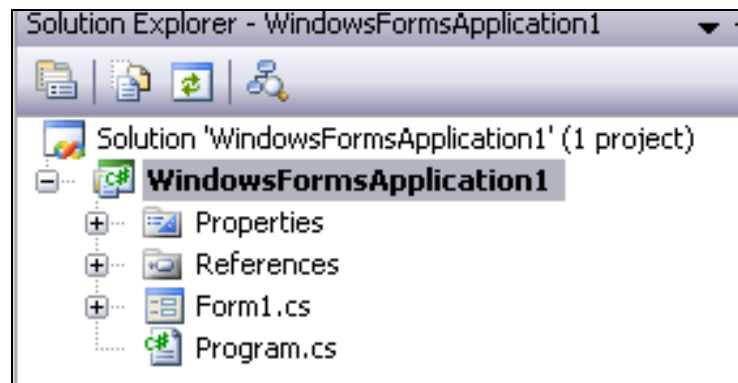 Solution Explorer - WindowsFormsApplication1
Solution 'WindowsFormsApplication1' (1 project)
WindowsFormsApplication1
Properties
References
Form1.cs
Program.cs